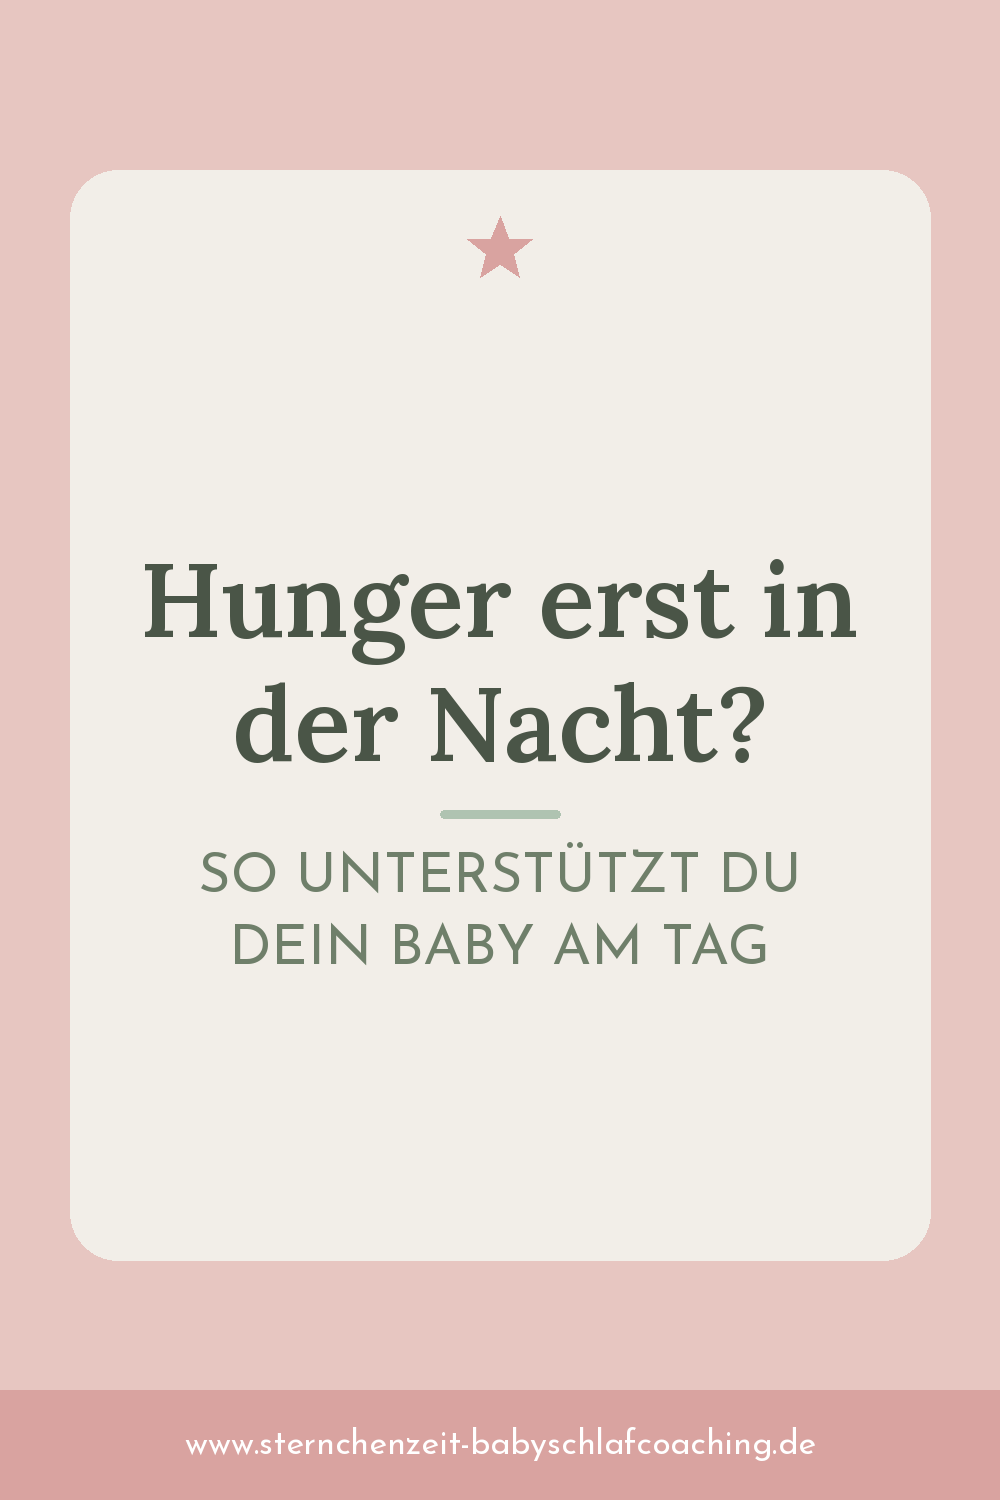 Hunger erst in
der Nacht?
SO UNTERSTÜTZT DU
DEIN BABY AM TAG
www.sternchenzeit-babyschlafcoaching.de